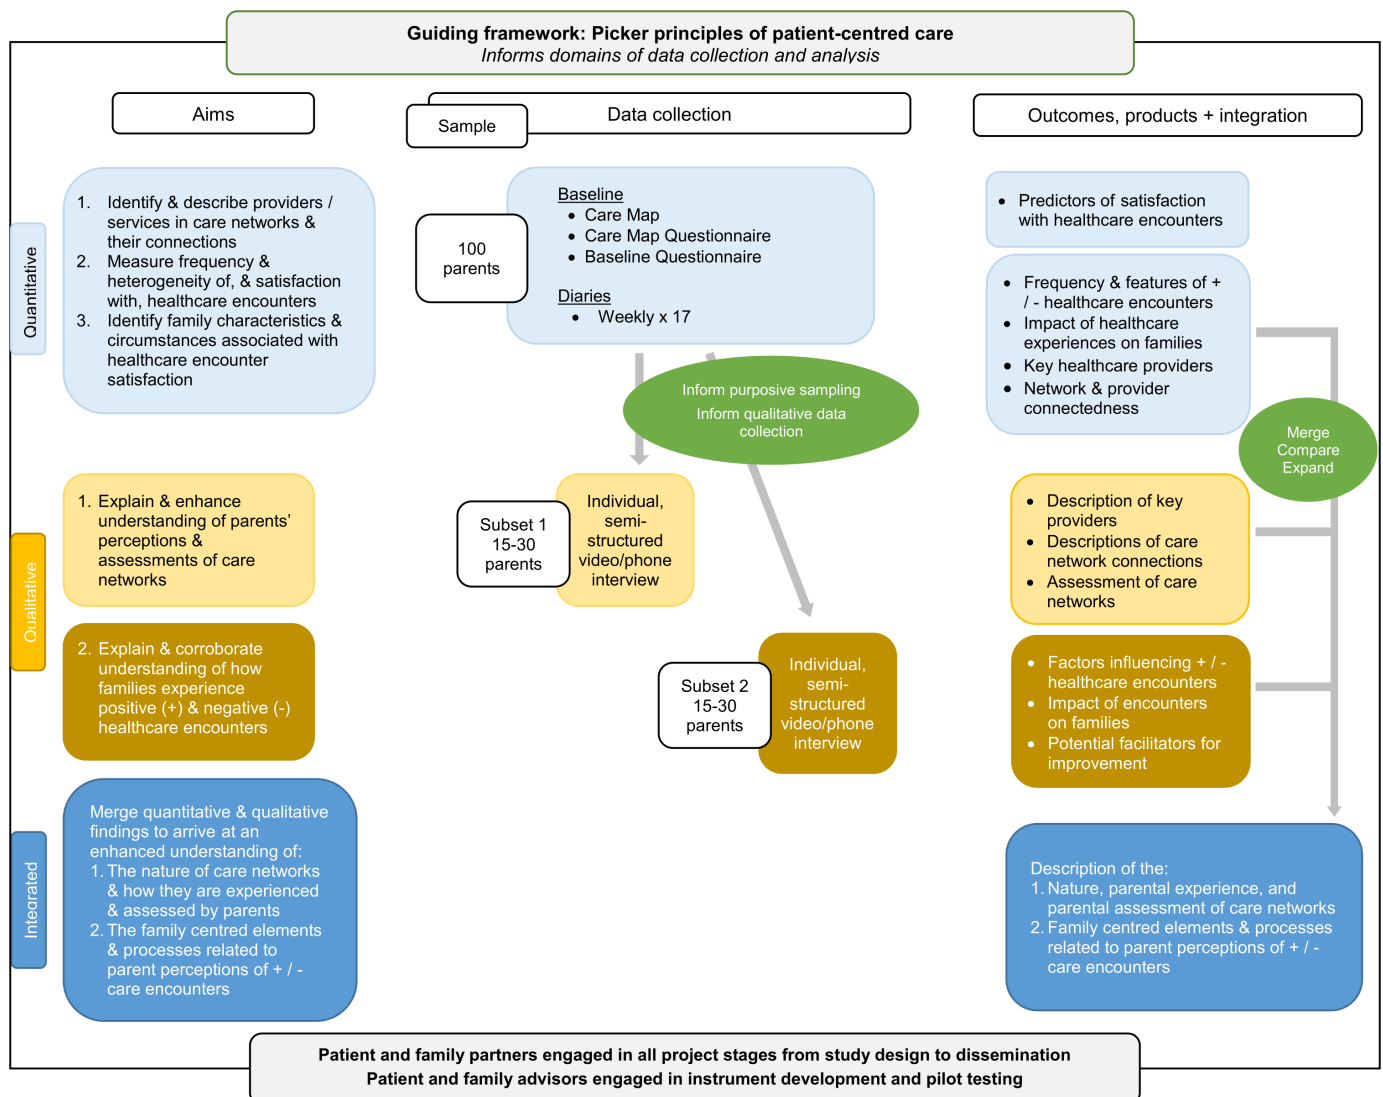 Guiding framework: Picker principles of patient-centred care
Informs domains of data collection and analysis
Aims
Sample
Data collection
Outcomes, products + integration
Quantitative
1. Identify & describe providers /
services in care networks &
their connections
2. Measure frequency &
heterogeneity of, & satisfaction
with, healthcare encounters
3. Identify family characteristics &
circumstances associated with
healthcare encounter
satisfaction
100
parents
Baseline
• Care Map
• Care Map Questionnaire
• Baseline Questionnaire
Diaries
• Weekly x 17
• Predictors of satisfaction
with healthcare encounters
• Frequency & features of +
/ - healthcare encounters
• Impact of healthcare
experiences on families
• Key healthcare providers
• Network & provider
connectedness
Inform purposive sampling
Inform qualitative data
collection
Merge
Compare
Expand
Qualitative
1. Explain & enhance
understanding of parents’
perceptions &
assessments of care
networks
Subset 1
15-30
parents
Individual,
semi-
structured
video/phone
interview
• Description of key
providers
• Descriptions of care
network connections
• Assessment of care
networks
2. Explain & corroborate
understanding of how
families experience
positive (+) & negative (-)
healthcare encounters
Subset 2
15-30
parents
Individual,
semi-
structured
video/phone
interview
• Factors influencing + / -
healthcare encounters
• Impact of encounters
on families
• Potential facilitators for
improvement
Integrated
Merge quantitative & qualitative
findings to arrive at an
enhanced understanding of:
1. The nature of care networks
& how they are experienced
& assessed by parents
2. The family centred elements
& processes related to
parent perceptions of + / -
care encounters
Description of the:
1. Nature, parental experience, and
parental assessment of care networks
2. Family centred elements & processes
related to parent perceptions of + / -
care encounters
Patient and family partners engaged in all project stages from study design to dissemination
Patient and family advisors engaged in instrument development and pilot testing